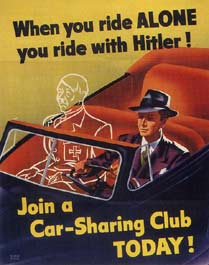 When you ride ALONE
you ride with Hitler !
Join a
Car-Sharing Club
TODAY !